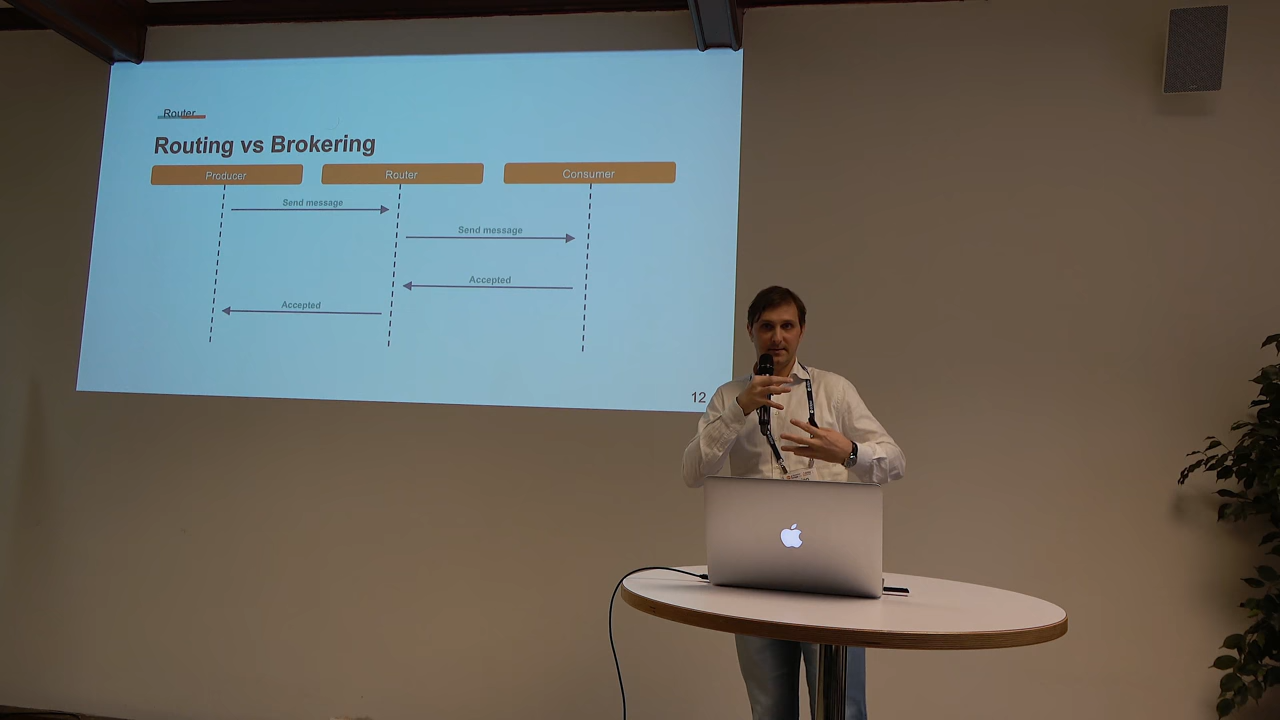 Router
Routing vs Brokering
Producer
Router
Consumer
Send message
Send message
Accepted
Accepted
12